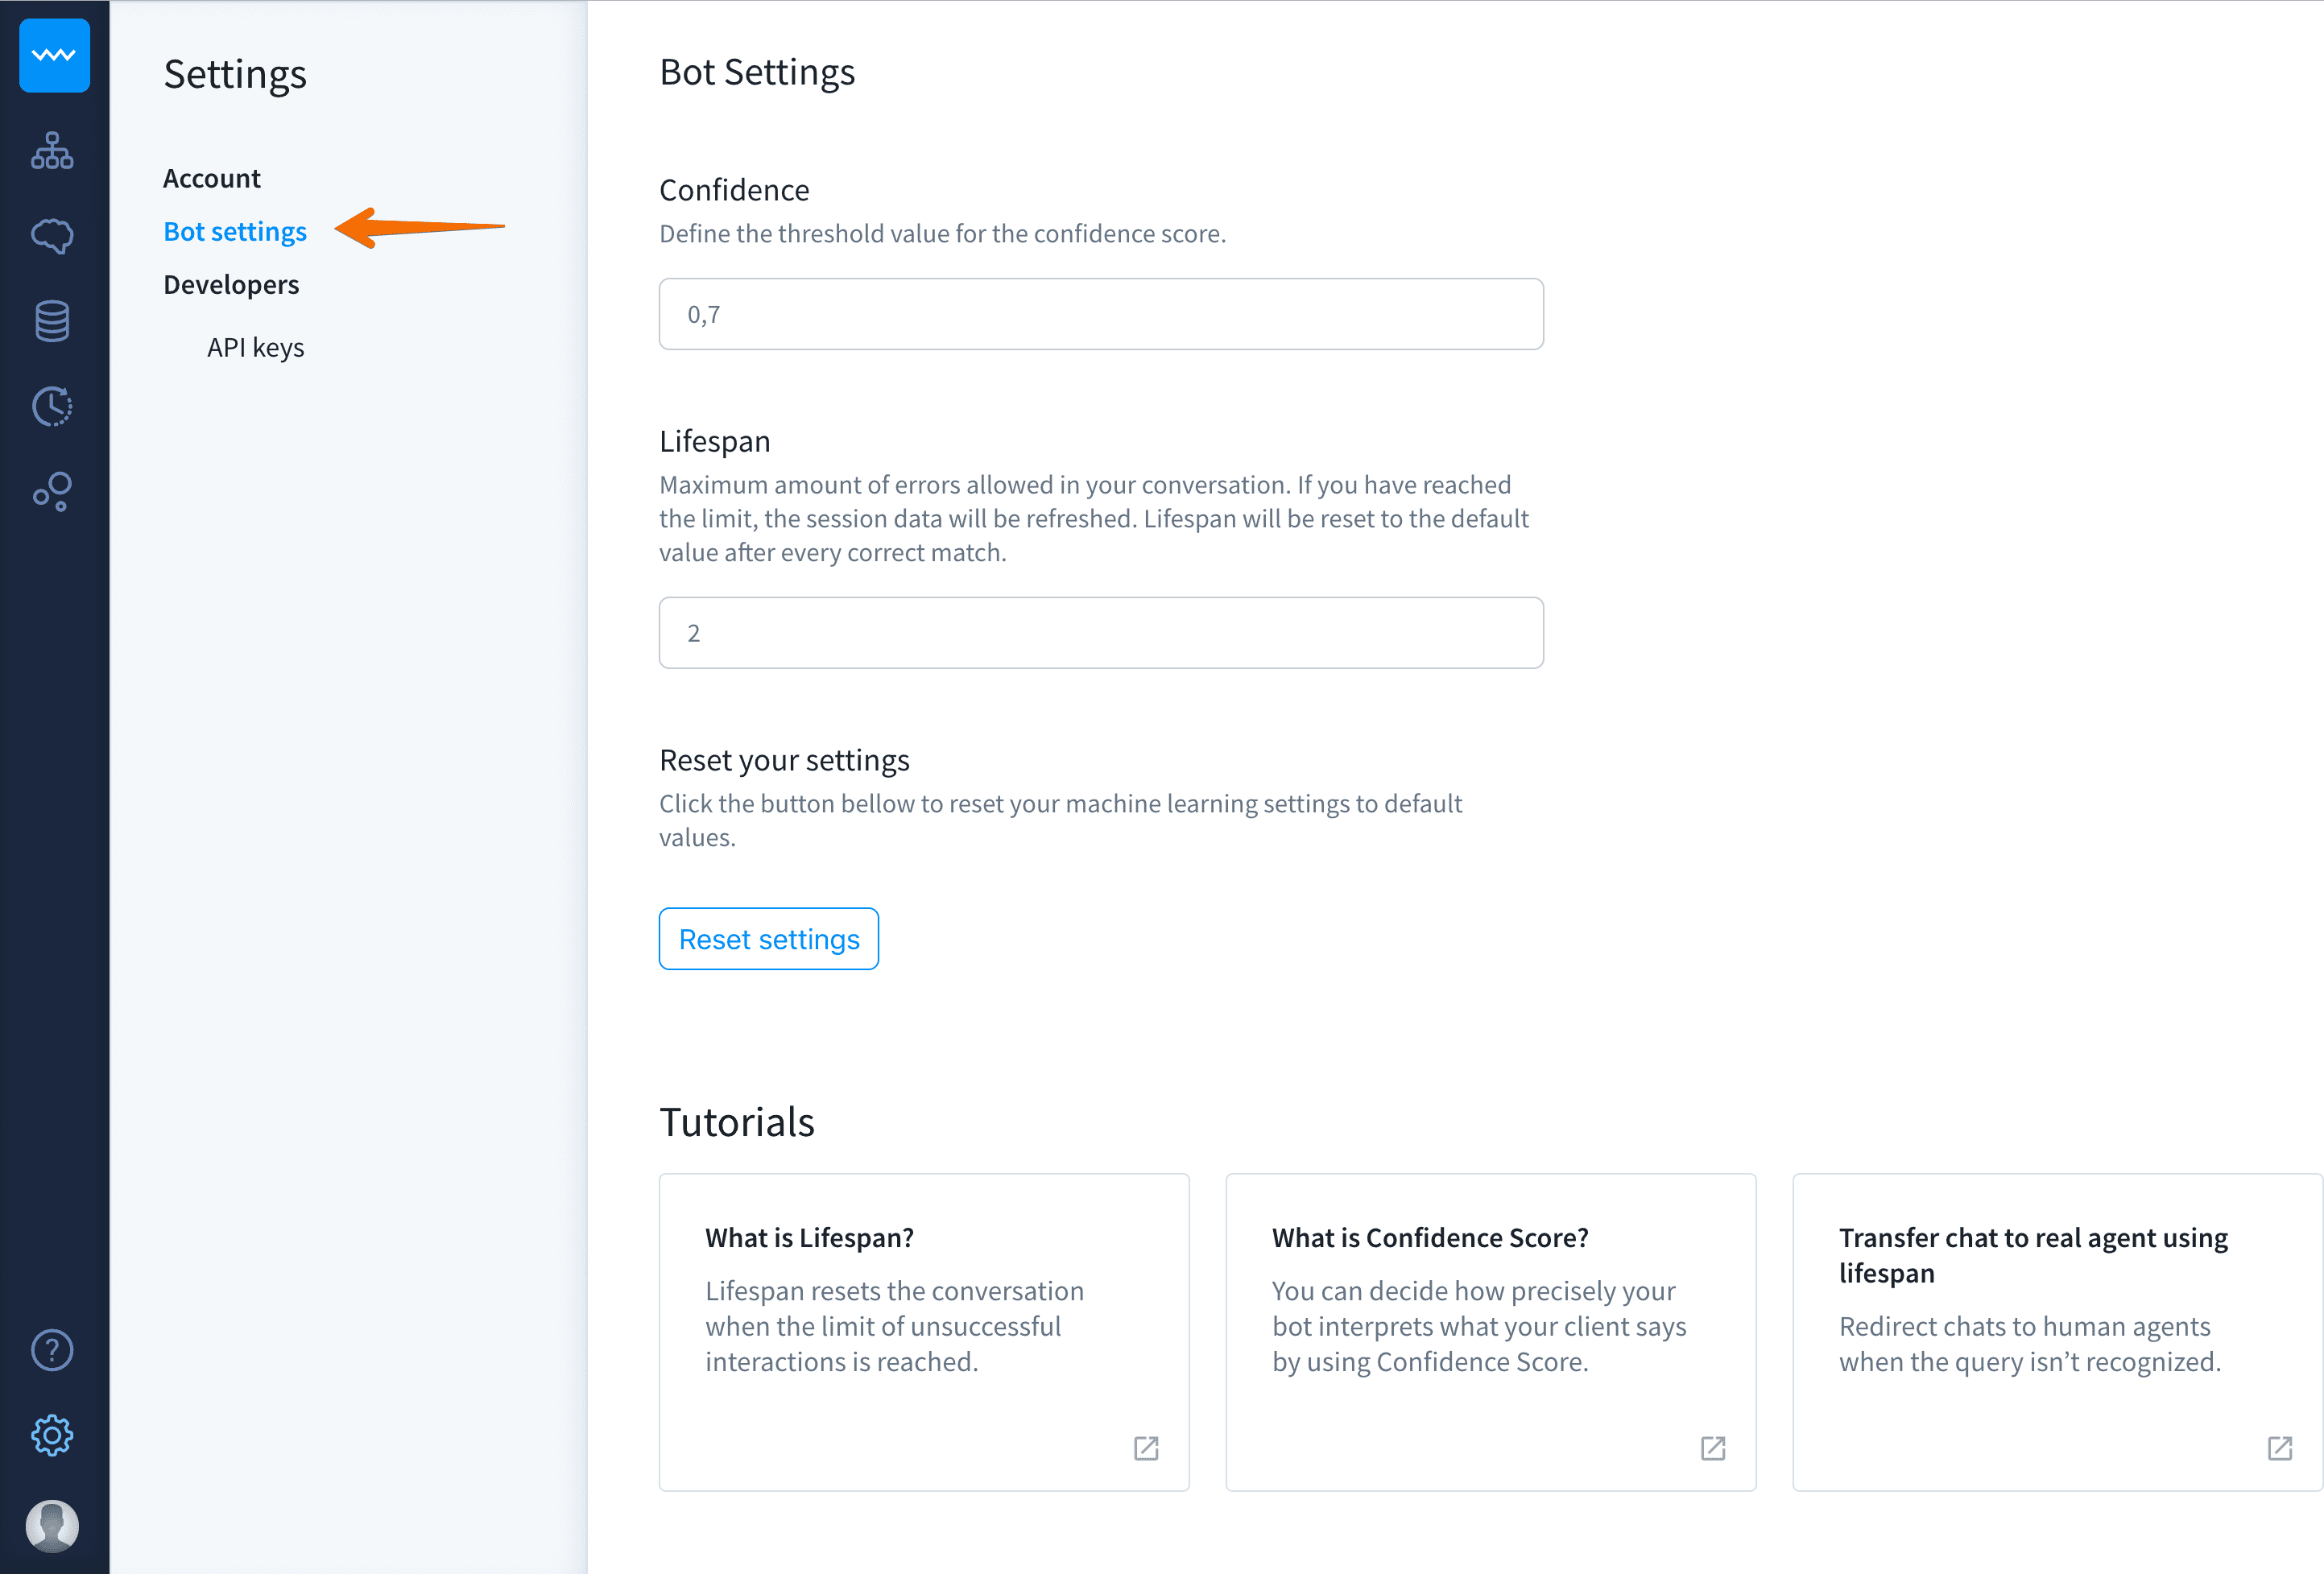 Settings
Account
Bot settings
Developers
API keys
Bot Settings
Confidence
Define the threshold value for the confidence score.
0,7
Lifespan
Maximum amount of errors allowed in your conversation. If you have reached
the limit, the session data will be refreshed. Lifespan will be reset to the default
value after every correct match.
2
Reset your settings
Click the button bellow to reset your machine learning settings to default
values.
Reset settings
Tutorials
What is Lifespan?
Lifespan resets the conversation
when the limit of unsuccessful
interactions is reached.
What is Confidence Score?
You can decide how precisely your
bot interprets what your client says
by using Confidence Score.
Transfer chat to real agent using
lifespan
Redirect chats to human agents
when the query isn’t recognized.